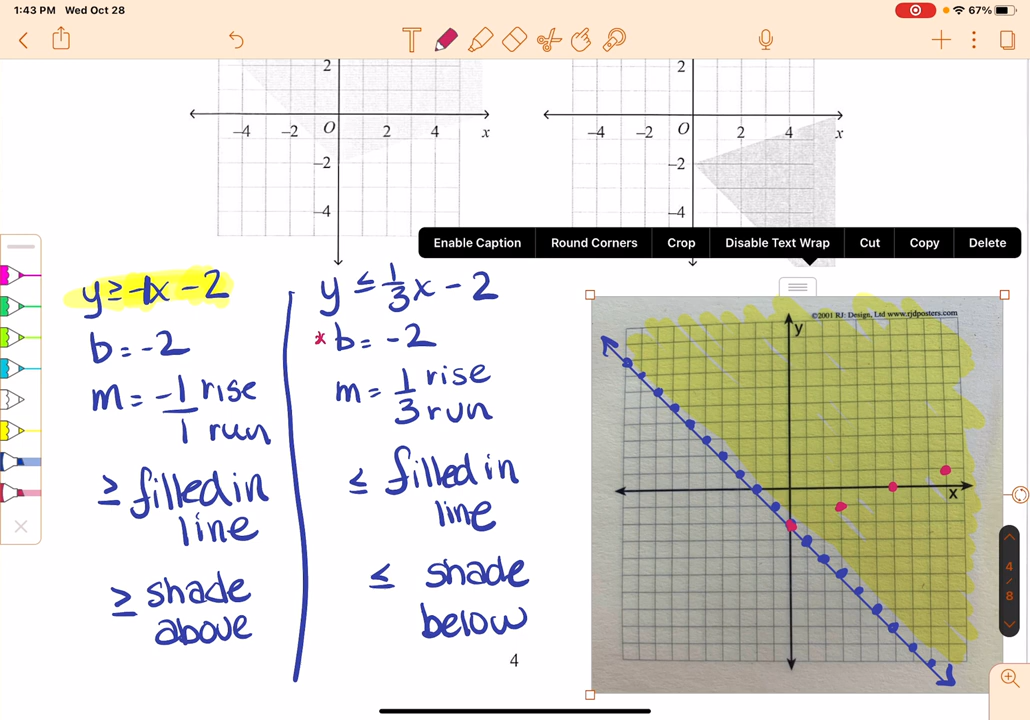 1:43 PM Wed Oct 28
67%
T
2
2
-4 -2 O 2 4 x
-4 -2 O 2 4 x
-2
-2
-4
-4
Enable Caption Round Corners Crop Disable Text Wrap Cut Copy Delete
y ≥ -1x - 2
b = -2
m = -1 rise
1 run
≥ filled in
line
≥ shade
above
y ≤ 1/3 x - 2
* b = -2
m = 1 rise
3 run
≤ filled in
line
≤ shade
below
4
©2001 RJ: Design, Ltd www.rjdposters.com
y
x
4
/
8